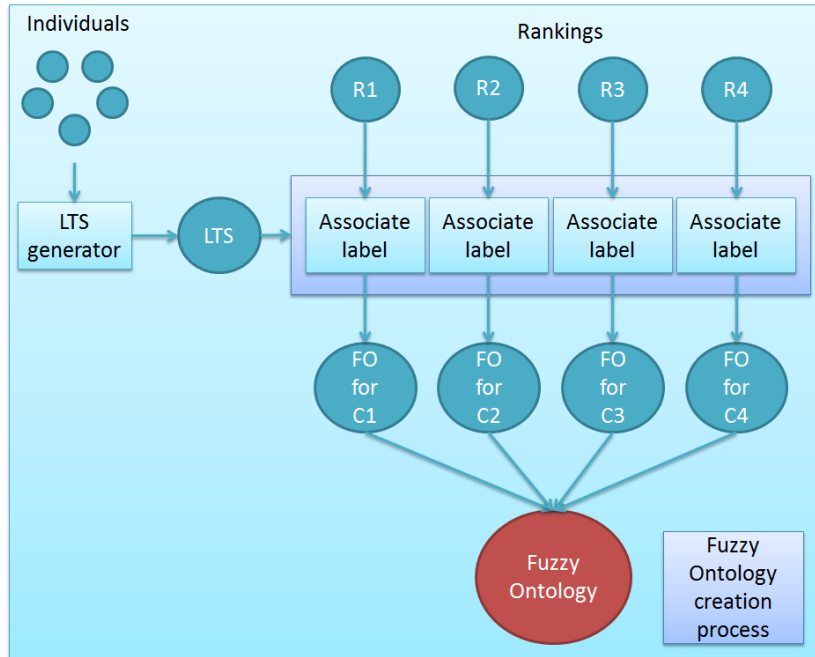 Individuals
Rankings
R1
R2
R3
R4
LTS
generator
LTS
Associate
label
Associate
label
Associate
label
Associate
label
FO
for
C1
FO
for
C2
FO
for
C3
FO
for
C4
Fuzzy
Ontology
Fuzzy
Ontology
creation
process